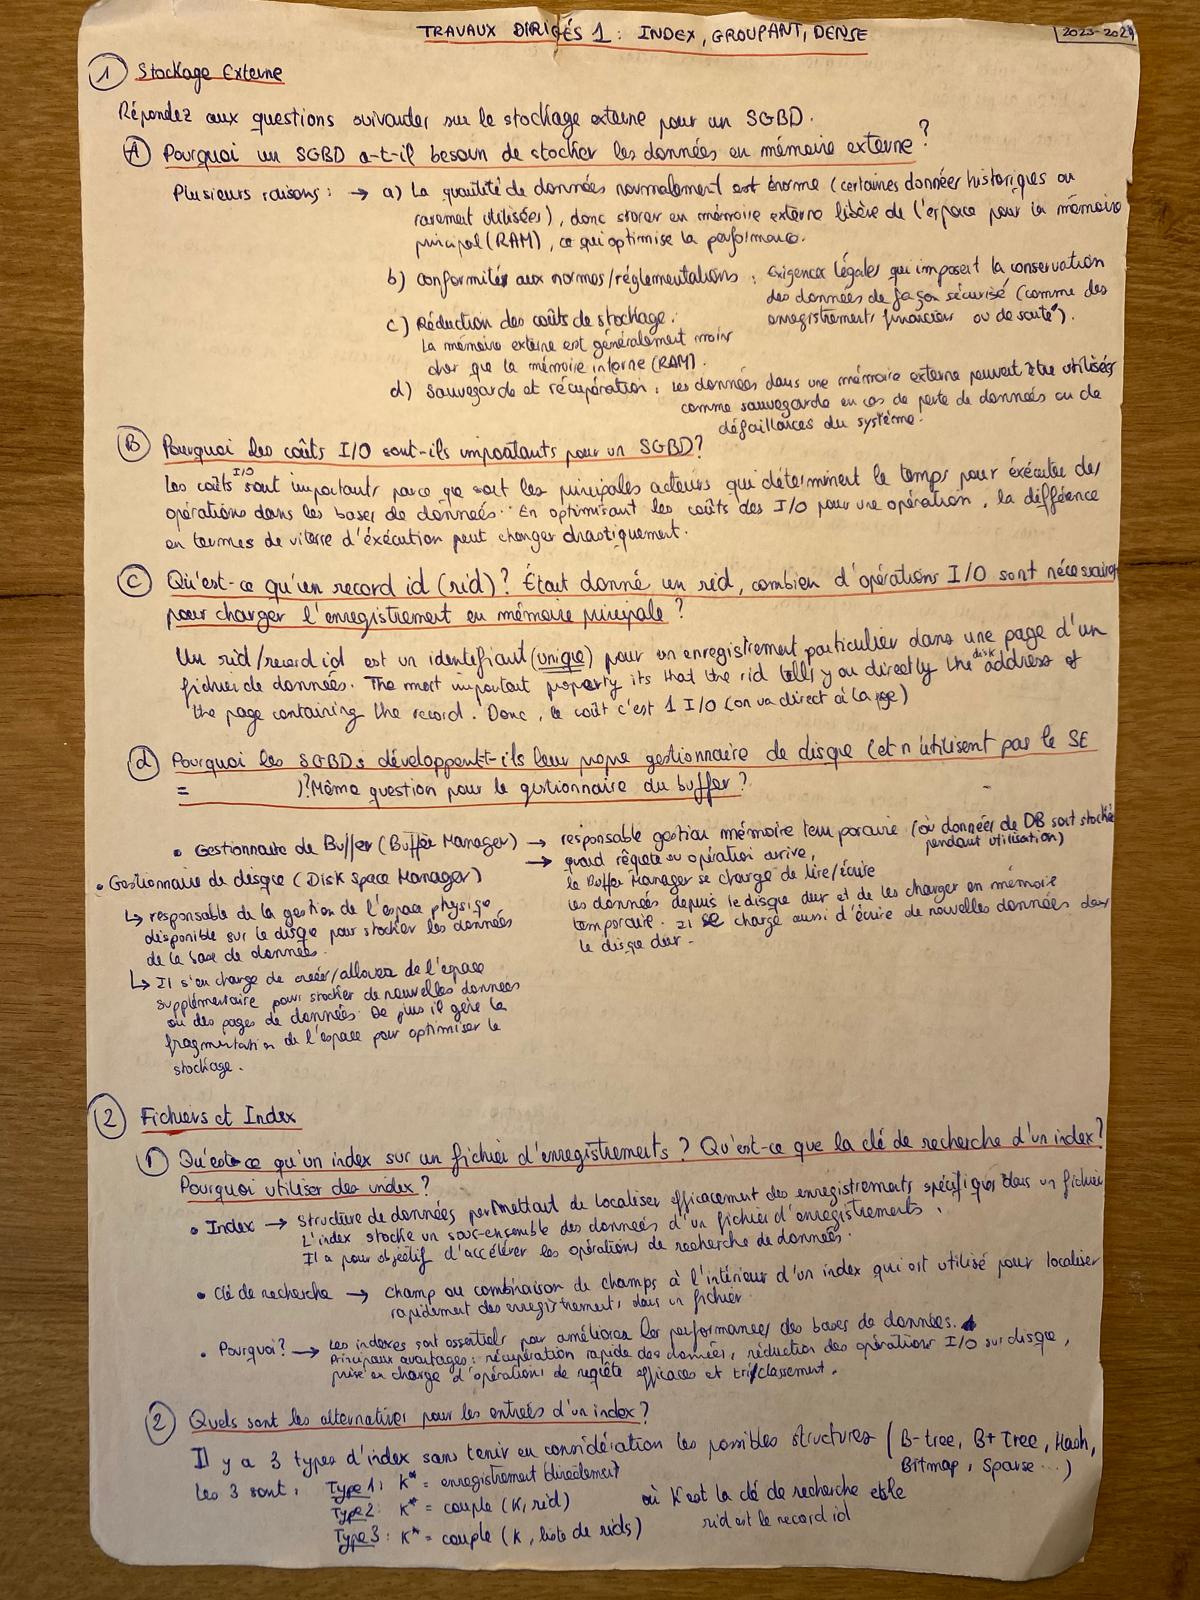 TRAVAUX DIRIGÉS 1 : INDEX, GROUPANT, DENSE
2023-2024
1 Stockage Externe
Répondez aux questions suivantes sur le stockage externe pour un SGBD.
A Pourquoi un SGBD a-t-il besoin de stocker les données en mémoire externe ?
Plusieurs raisons : → a) La quantité de données normalement est énorme (certaines données historiques ou
rarement utilisées), donc storer en mémoire externe libère de l'espace pour la mémoire
principal (RAM), ce qui optimise la performance.
b) Conformités aux normes/réglementations : Exigences légales qui imposent la conservation
des données de façon sécurisé (comme des
enregistrements financiers ou de santé).
c) Réduction des coûts de stockage :
La mémoire externe est généralement moins
cher que la mémoire interne (RAM).
d) Sauvegarde et récupération : les données dans une mémoire externe peuvent être utilisés
comme sauvegarde en cas de perte de données ou de
défaillances du système.
B Pourquoi les coûts I/O sont-ils importants pour un SGBD?
Les coûts I/O sont importants parce que sont les principales acteurs qui déterminent le temps pour éxécuter des
opérations dans les bases de données. En optimisant les coûts des I/O pour une opération, la différence
en termes de vitesse d'éxécution peut changer drastiquement.
C Qu'est-ce qu'un record id (rid) ? Étant donné un rid, combien d'opérations I/O sont nécessaires
pour charger l'enregistrement en mémoire principale ?
Un rid/record id est un identifiant (unique) pour un enregistrement particulier dans une page d'un
fichier de données. The most important property its that the rid tells you directly the disk address of
the page containing the record. Donc, le coût c'est 1 I/O (on va direct à la page)
d Pourquoi les SGBDs développent-t-ils leur propre gestionnaire de disque (et n'utilisent pas le SE
= )? Même question pour le gestionnaire du buffer ?
• Gestionnaire de Buffer (Buffer Manager) → responsable gestion mémoire temporaire (où données de DB sont stockés
pendant utilisation)
→ quand rêquete ou opération arrive,
le Buffer Manager se charge de lire/écrire
les données depuis le disque dur et de les charger en mémoire
temporaire. Il se charge aussi d'écrire de nouvelles données dans
le disque dur.
• Gestionnaire de disque (Disk Space Manager)
↳ responsable de la gestion de l'espace physiqe
disponible sur le disqe pour stocker les données
de la base de données.
↳ Il s'en charge de creér/allouer de l'espace
supplémentaire pour stocker de nouvelles données
ou des pages de données. De plus il gère la
fragmentation de l'espace pour optimiser le
stockage.
2 Fichiers et Index
1 Qu'est-ce qu'un index sur un fichier d'enregistrements ? Qu'est-ce que la clé de recherche d'un index?
Pourquoi utiliser des index ?
• Index → Structure de données permettant de localiser efficacement des enregistrements spécifiques dans un fichier
L'index stocke un sous-ensemble des données d'un fichier d'enregistrements.
Il a pour objectif d'accélérer les opérations de recherche de données.
• Clé de recherche → champ ou combinaison de champs à l'intérieur d'un index qui est utilisé pour localiser
rapidement des enregistrements dans un fichier
• Pourquoi? → Les indexes sont essentiels par améliorer les performances des bases de données.
Principaux avantages : récupération rapide des données, réduction des opérations I/O sur disque,
prise en charge d'opérations de reqûete efficaces et tri/classement.
2 Quels sont les alternatives pour les entrées d'un index?
Il y a 3 types d'index sans tenir en considération les possibles structures (B-tree, B+Tree, Hash,
Bitmap, Sparse ...)
Les 3 sont : Type 1: K* = enregistrement (directement
Type 2: K* = couple (K, rid)
Type 3: K* = couple (K, liste de rids)
où K est la clé de recherche et le
rid est le record id